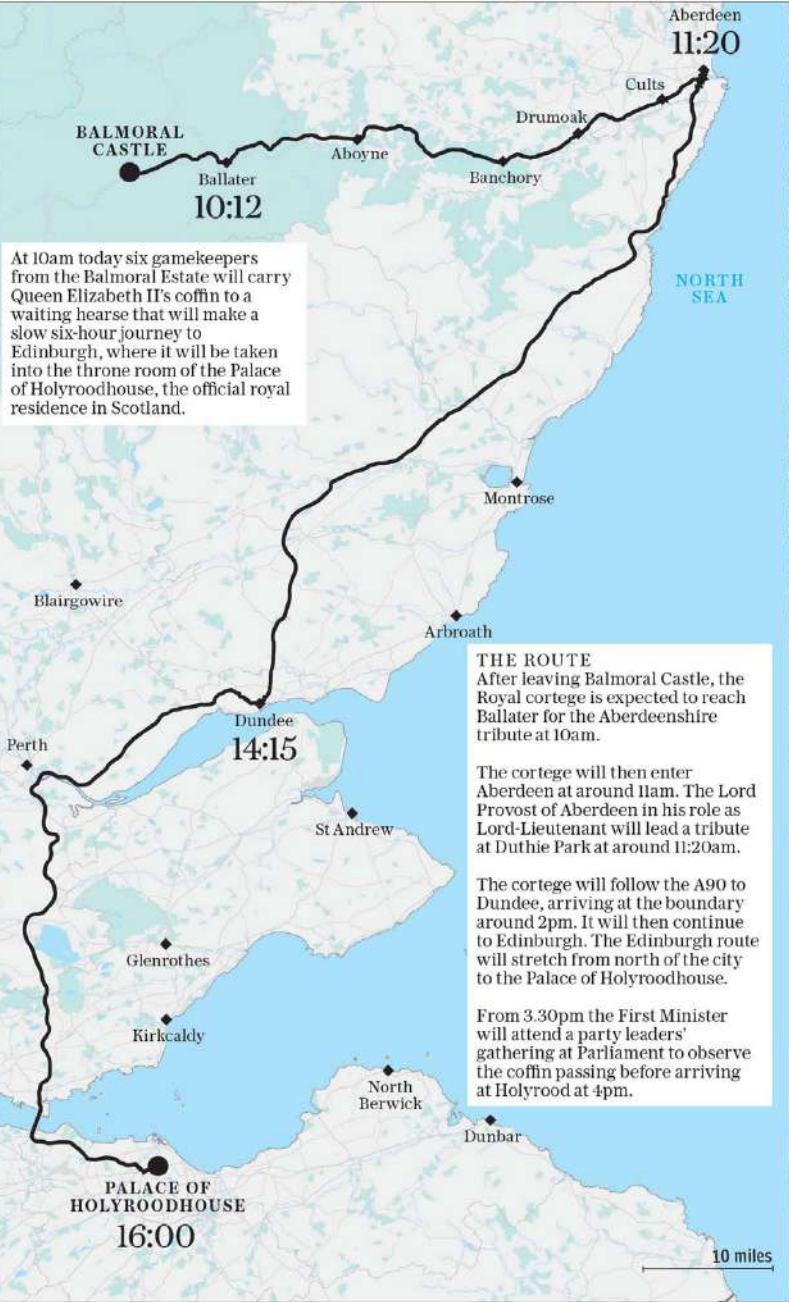 Aberdeen
11:20
Cults
Drumoak
BALMORAL
CASTLE
Aboyne
Ballater
10:12
Banchory
At 10am today six gamekeepers
from the Balmoral Estate will carry
Queen Elizabeth II's coffin to a
waiting hearse that will make a
slow six-hour journey to
Edinburgh, where it will be taken
into the throne room of the Palace
of Holyroodhouse, the official royal
residence in Scotland.
NORTH
SEA
Montrose
Blairgowire
Arbroath
Dundee
14:15
Perth
St Andrew
Glenrothes
Kirkcaldy
THE ROUTE
After leaving Balmoral Castle, the
Royal cortege is expected to reach
Ballater for the Aberdeenshire
tribute at 10am.
The cortege will then enter
Aberdeen at around 11am. The Lord
Provost of Aberdeen in his role as
Lord-Lieutenant will lead a tribute
at Duthie Park at around 11:20am.
The cortege will follow the A90 to
Dundee, arriving at the boundary
around 2pm. It will then continue
to Edinburgh. The Edinburgh route
will stretch from north of the city
to the Palace of Holyroodhouse.
From 3.30pm the First Minister
will attend a party leaders'
gathering at Parliament to observe
the coffin passing before arriving
at Holyrood at 4pm.
North
Berwick
Dunbar
PALACE OF
HOLYROODHOUSE
16:00
10 miles